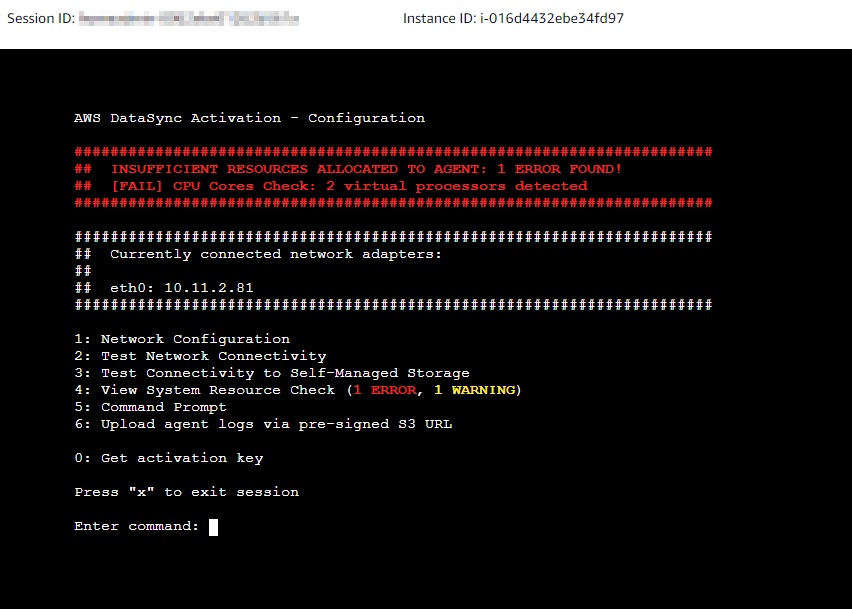 Session ID: Instance ID: i-016d4432ebe34fd97
AWS DataSync Activation - Configuration
#######################################################################
## INSUFFICIENT RESOURCES ALLOCATED TO AGENT: 1 ERROR FOUND!
## [FAIL] CPU Cores Check: 2 virtual processors detected
#######################################################################
#######################################################################
## Currently connected network adapters:
##
## eth0: 10.11.2.81
#######################################################################
1: Network Configuration
2: Test Network Connectivity
3: Test Connectivity to Self-Managed Storage
4: View System Resource Check (1 ERROR, 1 WARNING)
5: Command Prompt
6: Upload agent logs via pre-signed S3 URL
0: Get activation key
Press "x" to exit session
Enter command: